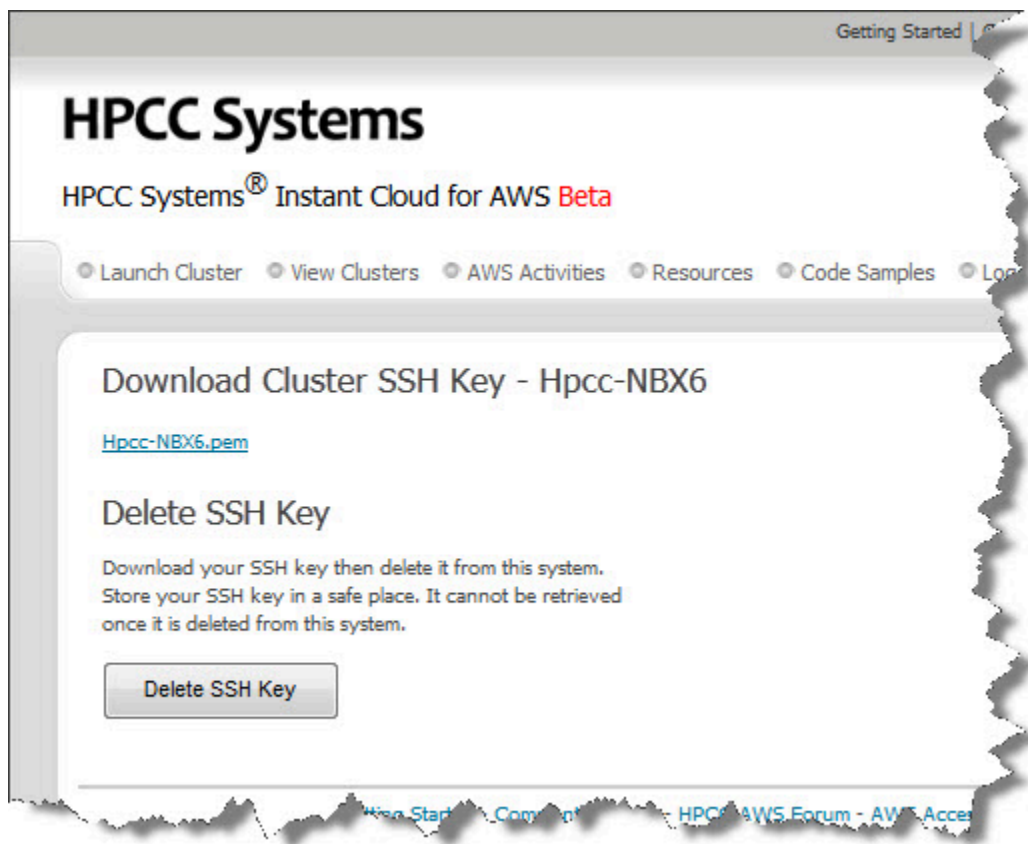 Getting Started |
HPCC Systems
HPCC Systems® Instant Cloud for AWS Beta
Launch Cluster View Clusters AWS Activities Resources Code Samples
Download Cluster SSH Key - Hpcc-NBX6
Hpcc-NBX6.pem
Delete SSH Key
Download your SSH key then delete it from this system.
Store your SSH key in a safe place. It cannot be retrieved
once it is deleted from this system.
Delete SSH Key
- HPCC AWS Forum -